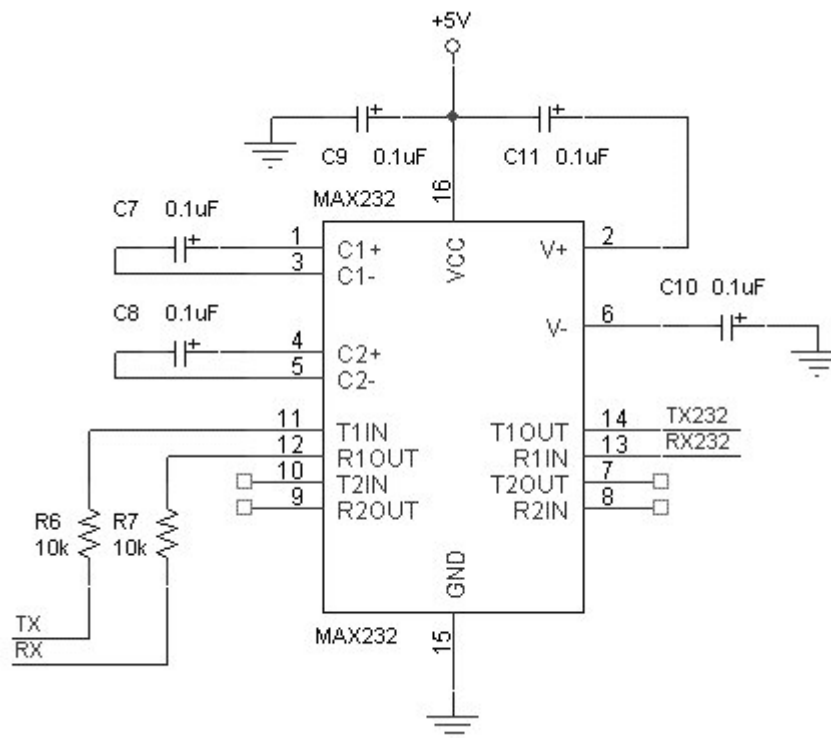 +5V
+ +
C9 0.1uF C11 0.1uF
16
MAX232
C7 0.1uF
+
1 C1+ VCC V+ 2
3 C1-
C10 0.1uF
C8 0.1uF
+
6 V-
+
4 C2+
5 C2-
11 T1IN T1OUT 14 TX232
12 R1OUT R1IN 13 RX232
10 T2IN T2OUT 7
9 R2OUT R2IN 8
R6 R7
10k 10k
GND
TX
RX
MAX232
15